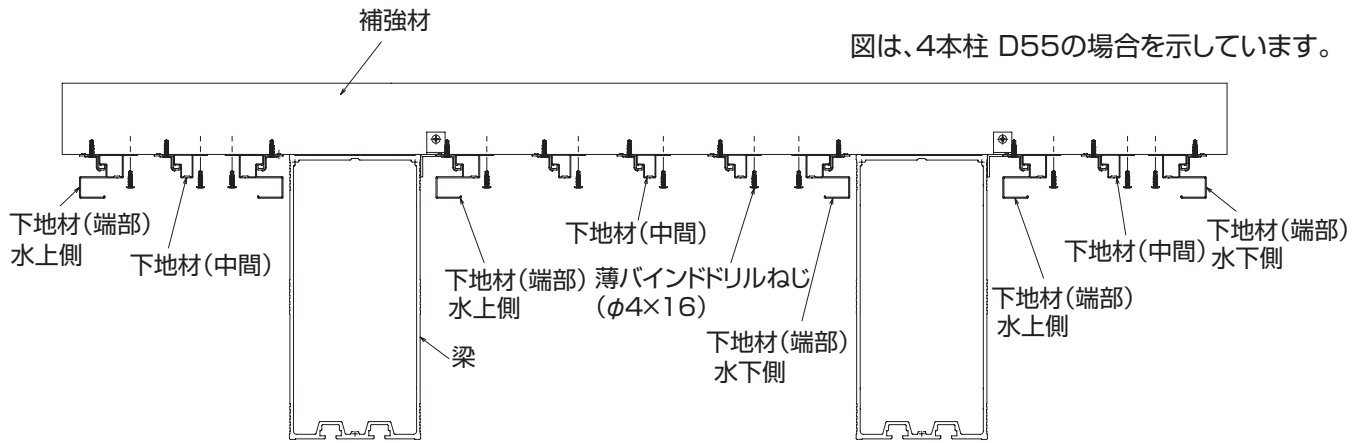 補強材
図は、4本柱 D55の場合を示しています。
下地材（端部）
水上側
下地材（中間）
下地材（端部）
水上側
薄バインドドリルねじ
（φ4×16）
下地材（中間）
下地材（端部）
水下側
梁
下地材（端部）
水上側
下地材（中間）
下地材（端部）
水下側